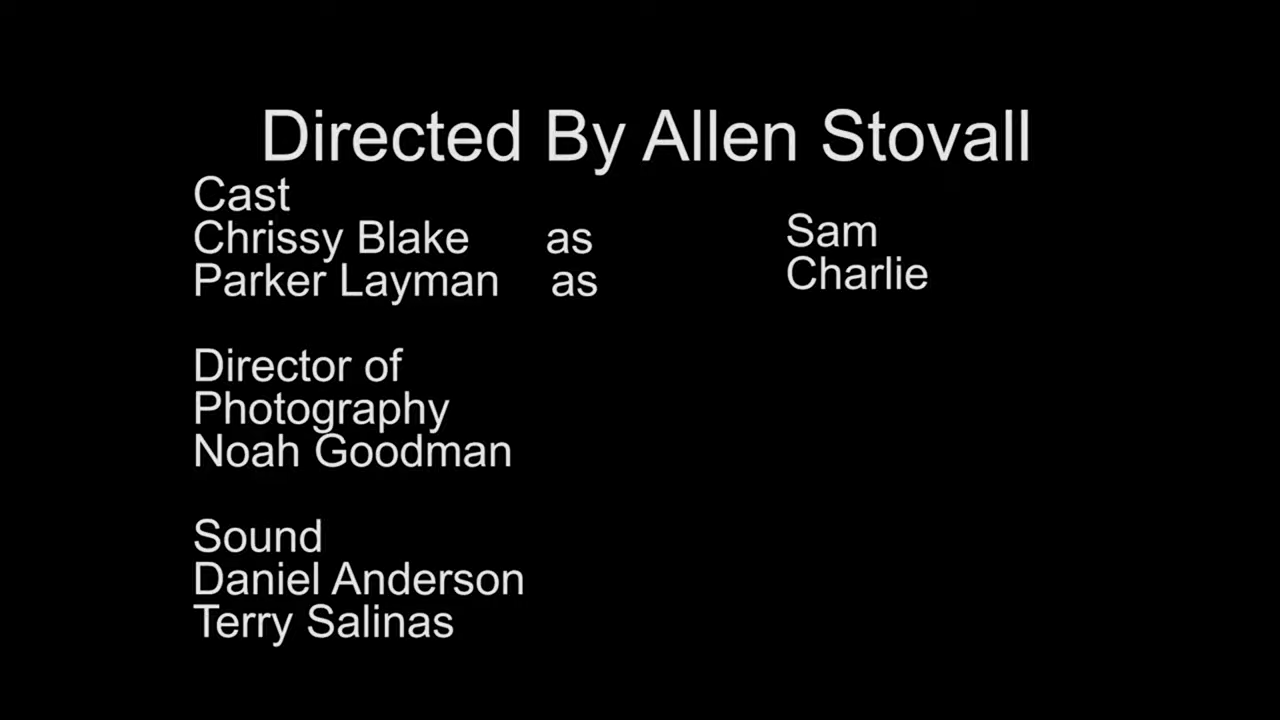 Directed By Allen Stovall
Cast
Chrissy Blake as Sam
Parker Layman as Charlie
Director of
Photography
Noah Goodman
Sound
Daniel Anderson
Terry Salinas